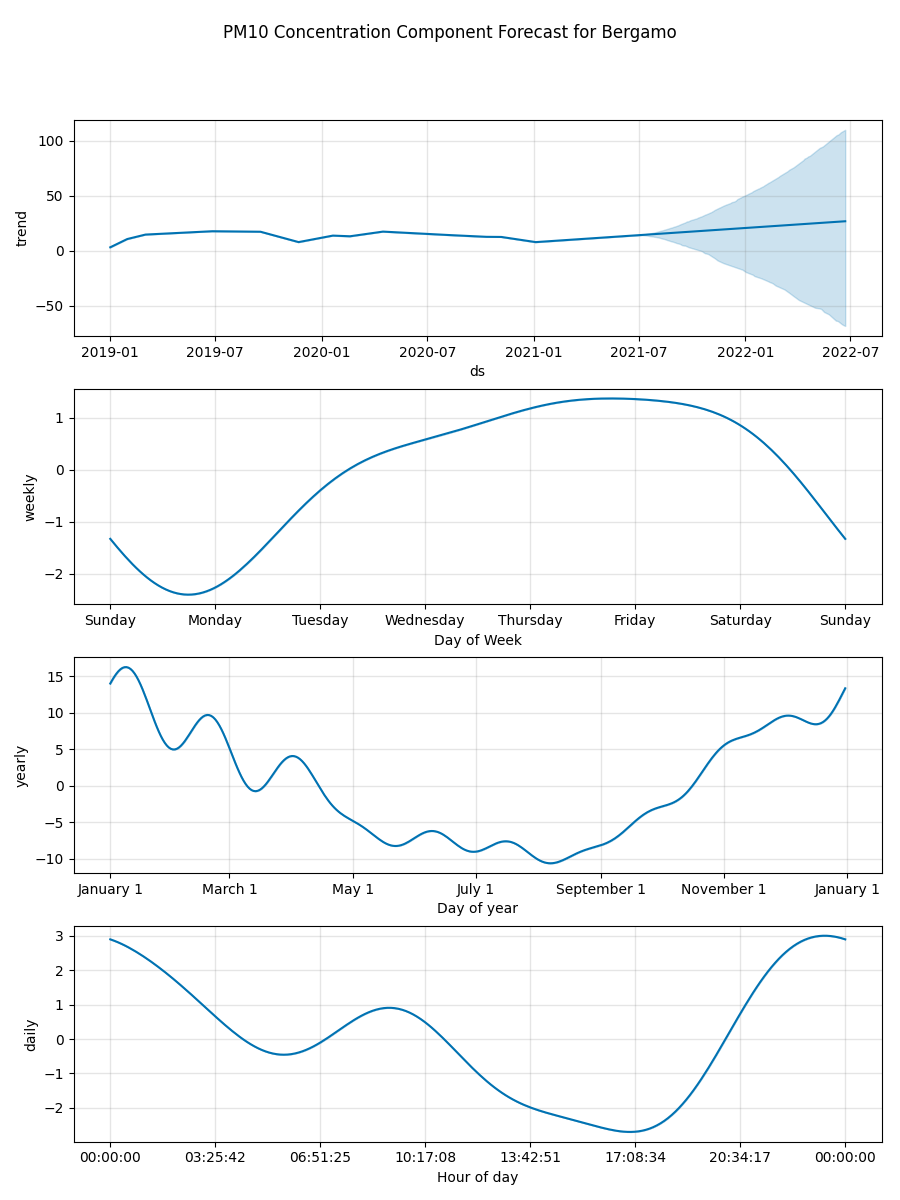 PM10 Concentration Component Forecast for Bergamo
100
50
0
−50
trend
2019-01 2019-07 2020-01 2020-07 2021-01 2021-07 2022-01 2022-07
ds
1
0
−1
−2
weekly
Sunday Monday Tuesday Wednesday Thursday Friday Saturday Sunday
Day of Week
15
10
5
0
−5
−10
yearly
January 1 March 1 May 1 July 1 September 1 November 1 January 1
Day of year
3
2
1
0
−1
−2
daily
00:00:00 03:25:42 06:51:25 10:17:08 13:42:51 17:08:34 20:34:17 00:00:00
Hour of day